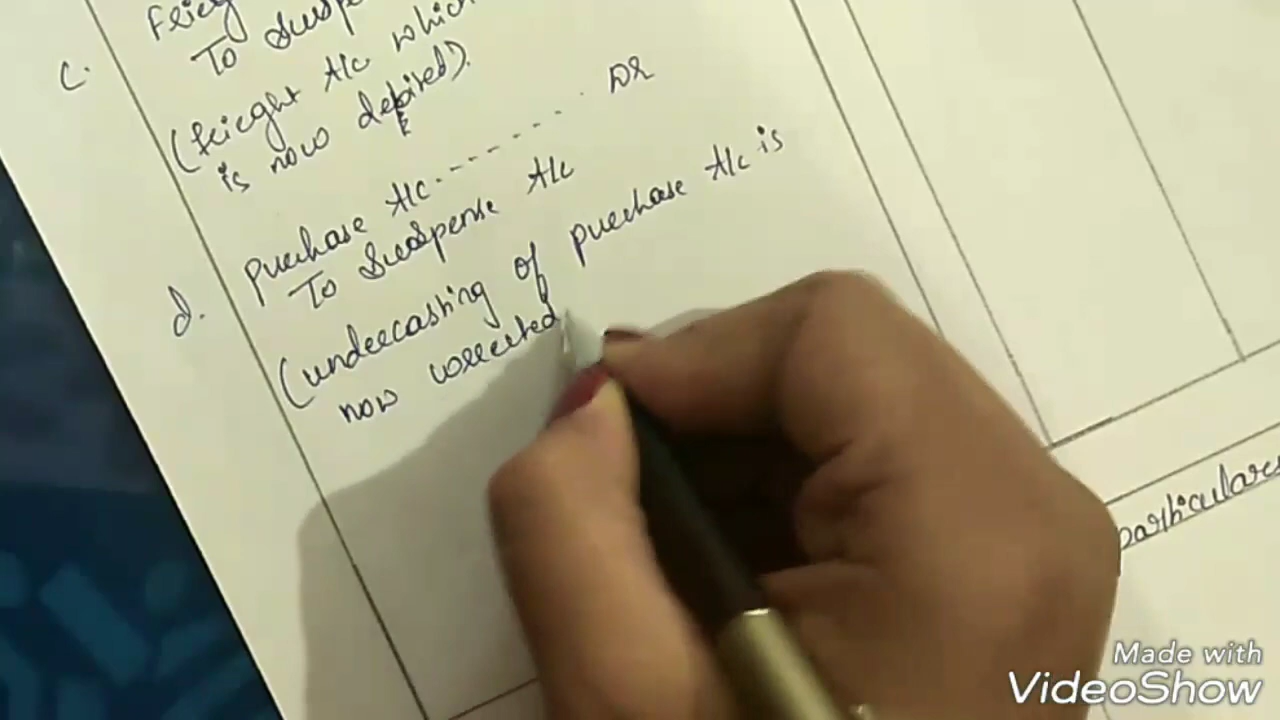 To Suspe
c.
(freight A/c which
is now debited).
purchase A/c--------- Dr
To Suspense A/c
d.
(undercasting of purchase A/c is
now corrected
particulars
Made with
VideoShow